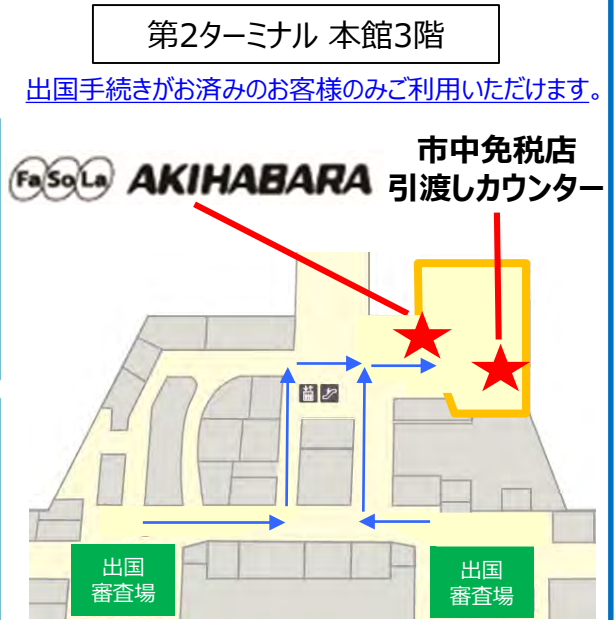 第2ターミナル 本館3階
出国手続きがお済みのお客様のみご利用いただけます。
FaSoLa AKIHABARA
市中免税店
引渡しカウンター
出国
審査場
出国
審査場